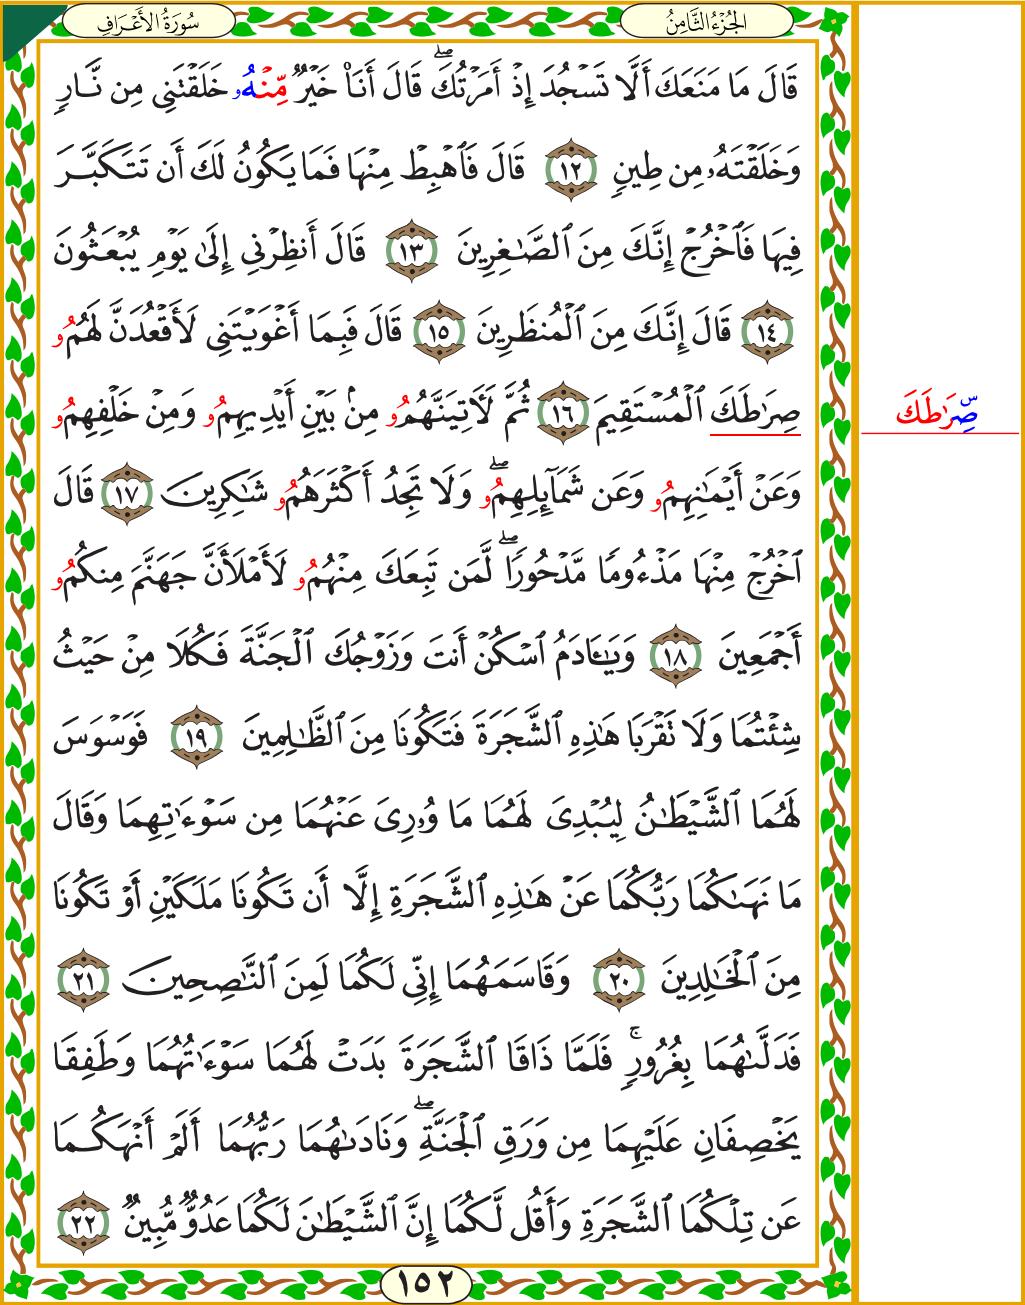 الجُزْءُ الثَّامِنُ
سُورَةُ الأَعْرَافِ
قَالَ مَا مَنَعَكَ أَلَّا تَسْجُدَ إِذْ أَمَرْتُكَۖ قَالَ أَنَا۠ خَيْرٌ مِّنْهُۥ خَلَقْتَنِى مِن نَّارٍ
وَخَلَقْتَهُۥ مِن طِينٍ ١٢ قَالَ فَٱهْبِطْ مِنْهَا فَمَا يَكُونُ لَكَ أَن تَتَكَبَّرَ
فِيهَا فَٱخْرُجْ إِنَّكَ مِنَ ٱلصَّـٰغِرِينَ ١٣ قَالَ أَنظِرْنِى إِلَىٰ يَوْمِ يُبْعَثُونَ
١٤ قَالَ إِنَّكَ مِنَ ٱلْمُنظَرِينَ ١٥ قَالَ فَبِمَا أَغْوَيْتَنِى لَأَقْعُدَنَّ لَهُمُو
صِرَٰطَكَ ٱلْمُسْتَقِيمَ ١٦ ثُمَّ لَـَٔاتِيَنَّهُمُو مِنۢ بَيْنِ أَيْدِيهِمُو وَمِنْ خَلْفِهِمُو
صِّرَٰطَكَ
وَعَنْ أَيْمَـٰنِهِمُو وَعَن شَمَآئِلِهِمُوۖ وَلَا تَجِدُ أَكْثَرَهُمُو شَـٰكِرِينَ ١٧ قَالَ
ٱخْرُجْ مِنْهَا مَذْءُومًا مَّدْحُورًاۖ لَّمَن تَبِعَكَ مِنْهُمُو لَأَمْلَأَنَّ جَهَنَّمَ مِنكُمُو
أَجْمَعِينَ ١٨ وَيَـٰٓـَٔادَمُ ٱسْكُنْ أَنتَ وَزَوْجُكَ ٱلْجَنَّةَ فَكُلَا مِنْ حَيْثُ
شِئْتُمَا وَلَا تَقْرَبَا هَـٰذِهِ ٱلشَّجَرَةَ فَتَكُونَا مِنَ ٱلظَّـٰلِمِينَ ١٩ فَوَسْوَسَ
لَهُمَا ٱلشَّيْطَـٰنُ لِيُبْدِىَ لَهُمَا مَا وُۥرِىَ عَنْهُمَا مِن سَوْءَٰتِهِمَا وَقَالَ
مَا نَهَىٰكُمَا رَبُّكُمَا عَنْ هَـٰذِهِ ٱلشَّجَرَةِ إِلَّا أَن تَكُونَا مَلَكَيْنِ أَوْ تَكُونَا
مِنَ ٱلْخَـٰلِدِينَ ٢٠ وَقَاسَمَهُمَا إِنِّى لَكُمَا لَمِنَ ٱلنَّـٰصِحِينَ ٢١
فَدَلَّىٰهُمَا بِغُرُورٍۚ فَلَمَّا ذَاقَا ٱلشَّجَرَةَ بَدَتْ لَهُمَا سَوْءَٰتُهُمَا وَطَفِقَا
يَخْصِفَانِ عَلَيْهِمَا مِن وَرَقِ ٱلْجَنَّةِۖ وَنَادَىٰهُمَا رَبُّهُمَا أَلَمْ أَنْهَكُمَا
عَن تِلْكُمَا ٱلشَّجَرَةِ وَأَقُل لَّكُمَا إِنَّ ٱلشَّيْطَـٰنَ لَكُمَا عَدُوٌّ مُّبِينٌ ٢٢
١٥٢